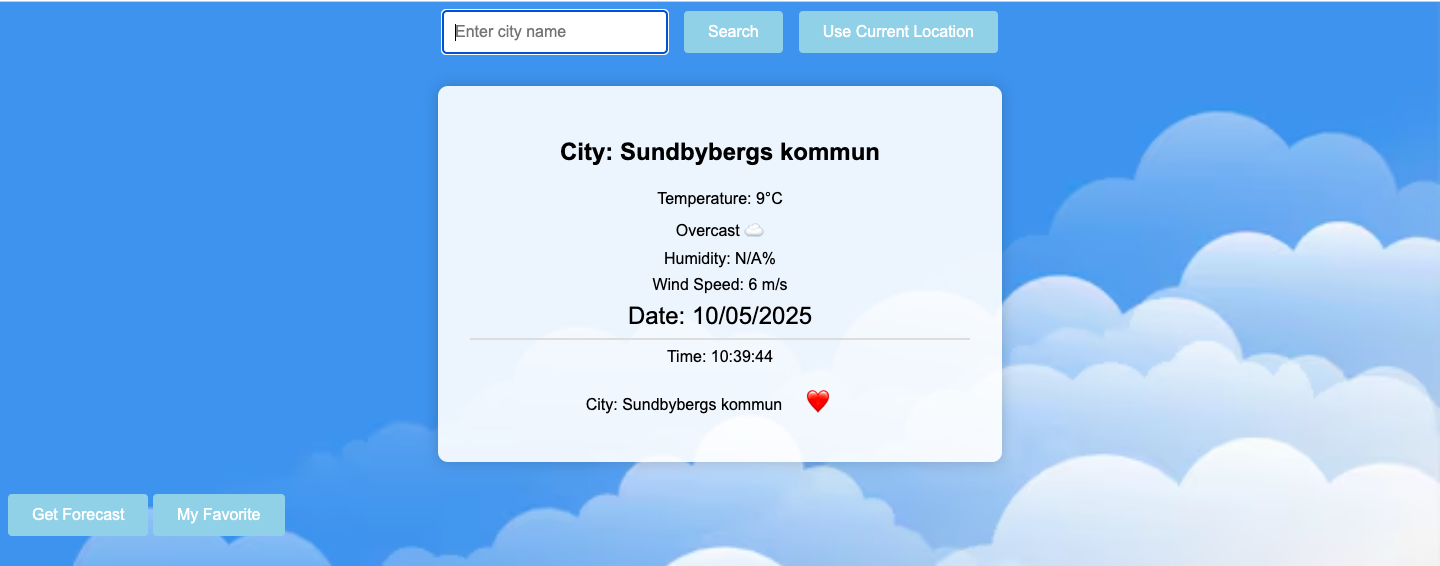 Enter city name Search Use Current Location
City: Sundbybergs kommun
Temperature: 9°C
Overcast ☁️
Humidity: N/A%
Wind Speed: 6 m/s
Date: 10/05/2025
Time: 10:39:44
City: Sundbybergs kommun ❤️
Get Forecast My Favorite